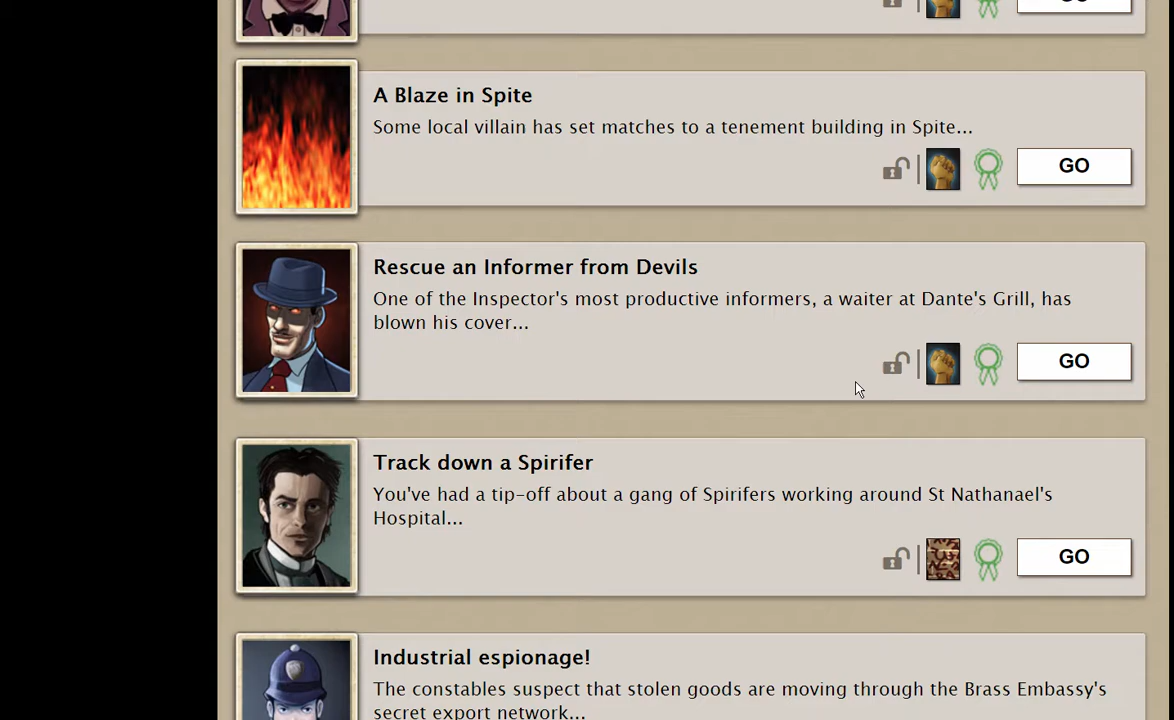 GO
A Blaze in Spite
Some local villain has set matches to a tenement building in Spite...
GO
Rescue an Informer from Devils
One of the Inspector's most productive informers, a waiter at Dante's Grill, has
blown his cover...
GO
Track down a Spirifer
You've had a tip-off about a gang of Spirifers working around St Nathanael's
Hospital...
GO
Industrial espionage!
The constables suspect that stolen goods are moving through the Brass Embassy's
secret export network...